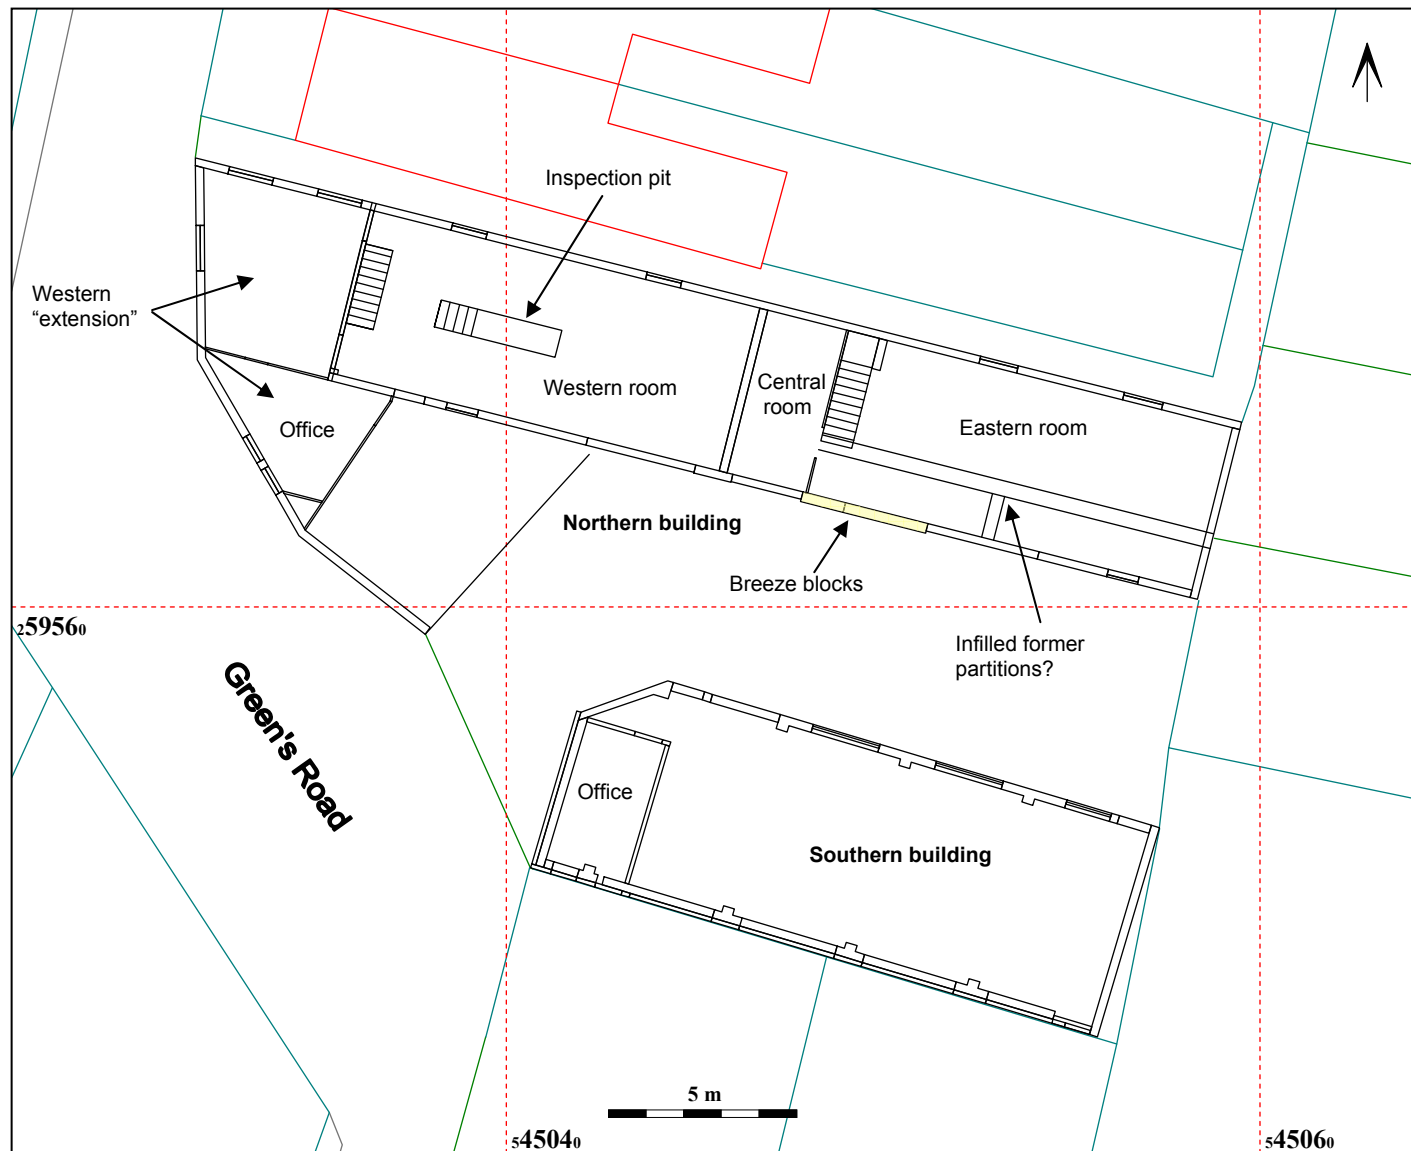 Inspection pit
Western
“extension”
Western room
Central
room
Office
Eastern room
Northern building
Breeze blocks
259560
Infilled former
partitions?
Green's Road
Office
Southern building
5 m
545040
545060